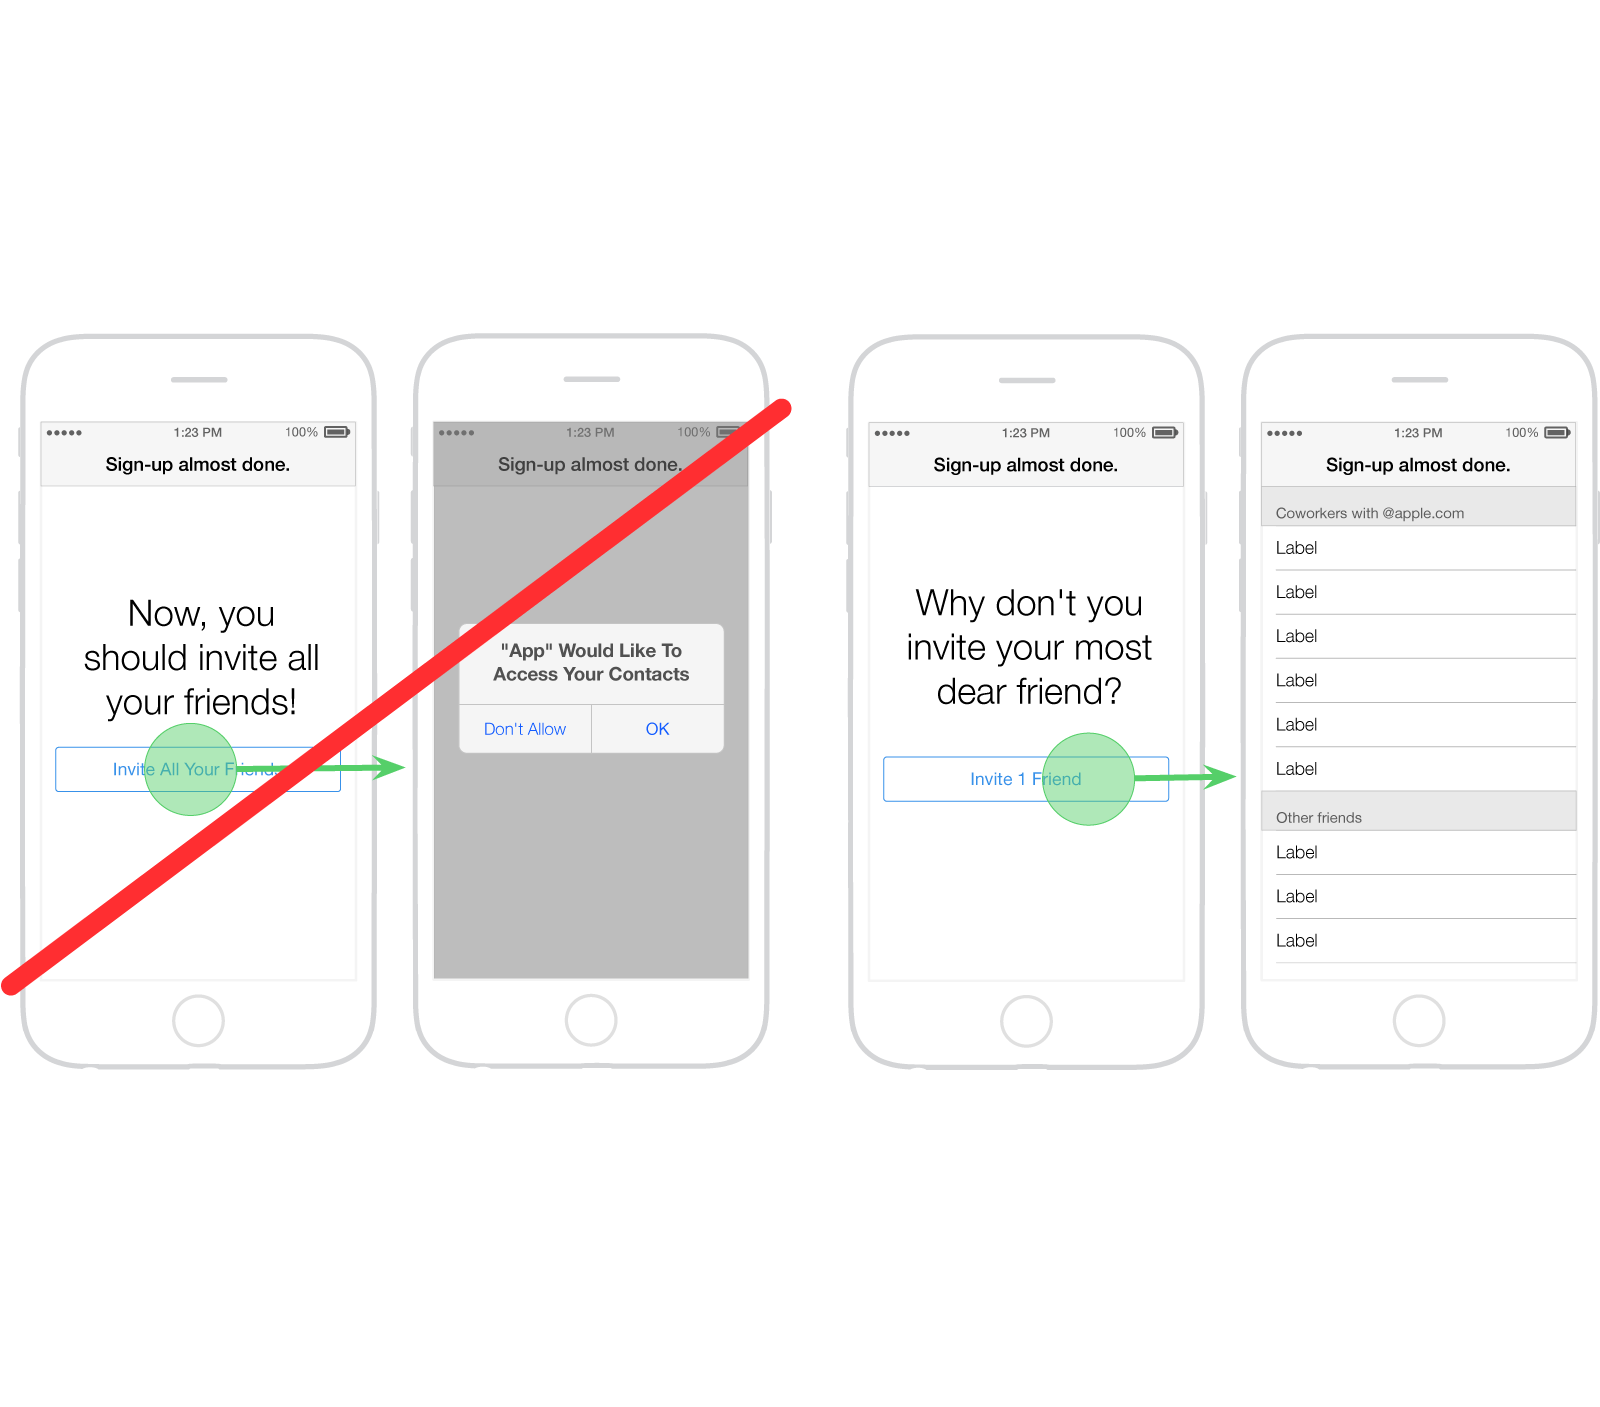 1:23 PM 100%
Sign-up almost done.
Now, you
should invite all
your friends!
Invite All Your Friends
1:23 PM 100%
Sign-up almost done.
"App" Would Like To
Access Your Contacts
Don't Allow OK
1:23 PM 100%
Sign-up almost done.
Why don't you
invite your most
dear friend?
Invite 1 Friend
1:23 PM 100%
Sign-up almost done.
Coworkers with @apple.com
Label
Label
Label
Label
Label
Label
Other friends
Label
Label
Label